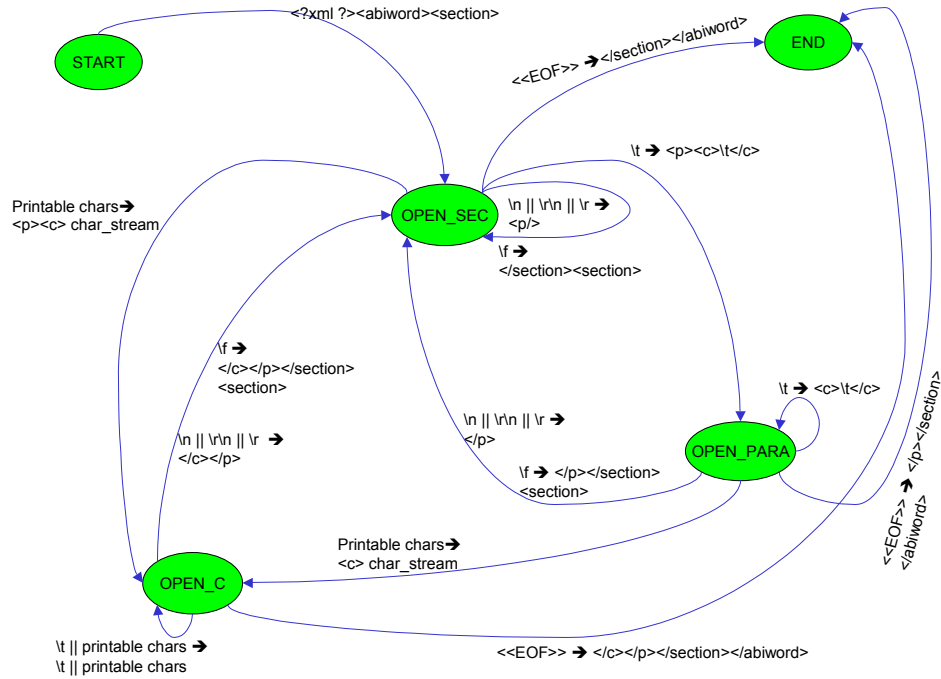 <?xml ?><abiword><section>
START
END
<<EOF>> ➔</section></abiword>
\t ➔ <p><c>\t</c>
Printable chars➔
<p><c> char_stream
OPEN_SEC
\n || \r\n || \r ➔
<p/>
\f ➔
</section><section>
\f ➔
</c></p></section>
<section>
\n || \r\n || \r ➔
</c></p>
\n || \r\n || \r ➔
</p>
\f ➔ </p></section>
<section>
\t ➔ <c>\t</c>
OPEN_PARA
<<EOF>> ➔ </p></section>
</abiword>
Printable chars➔
<c> char_stream
OPEN_C
\t || printable chars ➔
\t || printable chars
<<EOF>> ➔ </c></p></section></abiword>